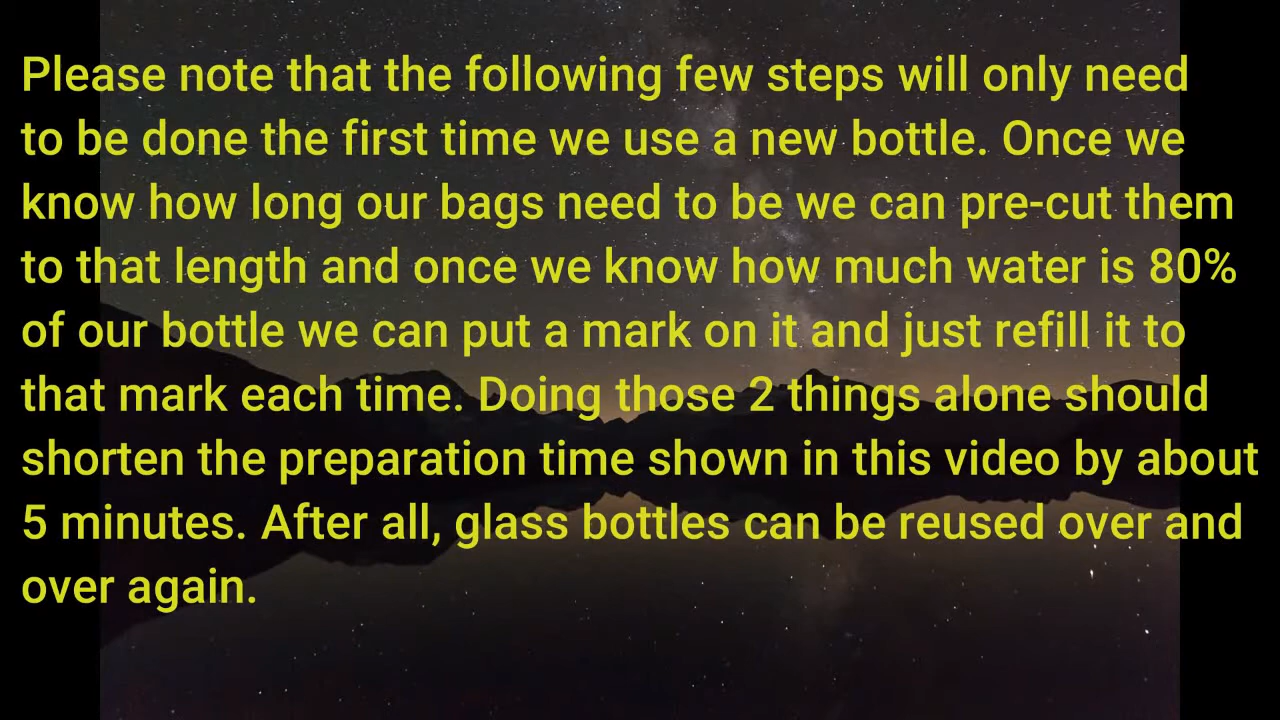 Please note that the following few steps will only need
to be done the first time we use a new bottle. Once we
know how long our bags need to be we can pre-cut them
to that length and once we know how much water is 80%
of our bottle we can put a mark on it and just refill it to
that mark each time. Doing those 2 things alone should
shorten the preparation time shown in this video by about
5 minutes. After all, glass bottles can be reused over and
over again.